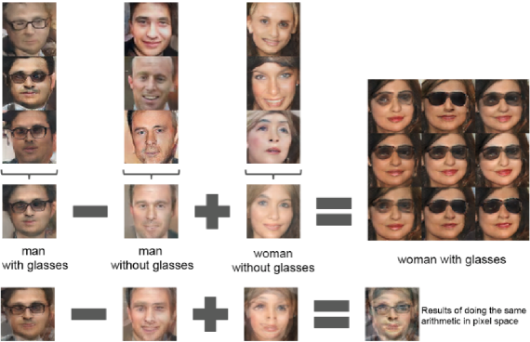 man
with glasses
man
without glasses
woman
without glasses
woman with glasses
Results of doing the same
arithmetic in pixel space